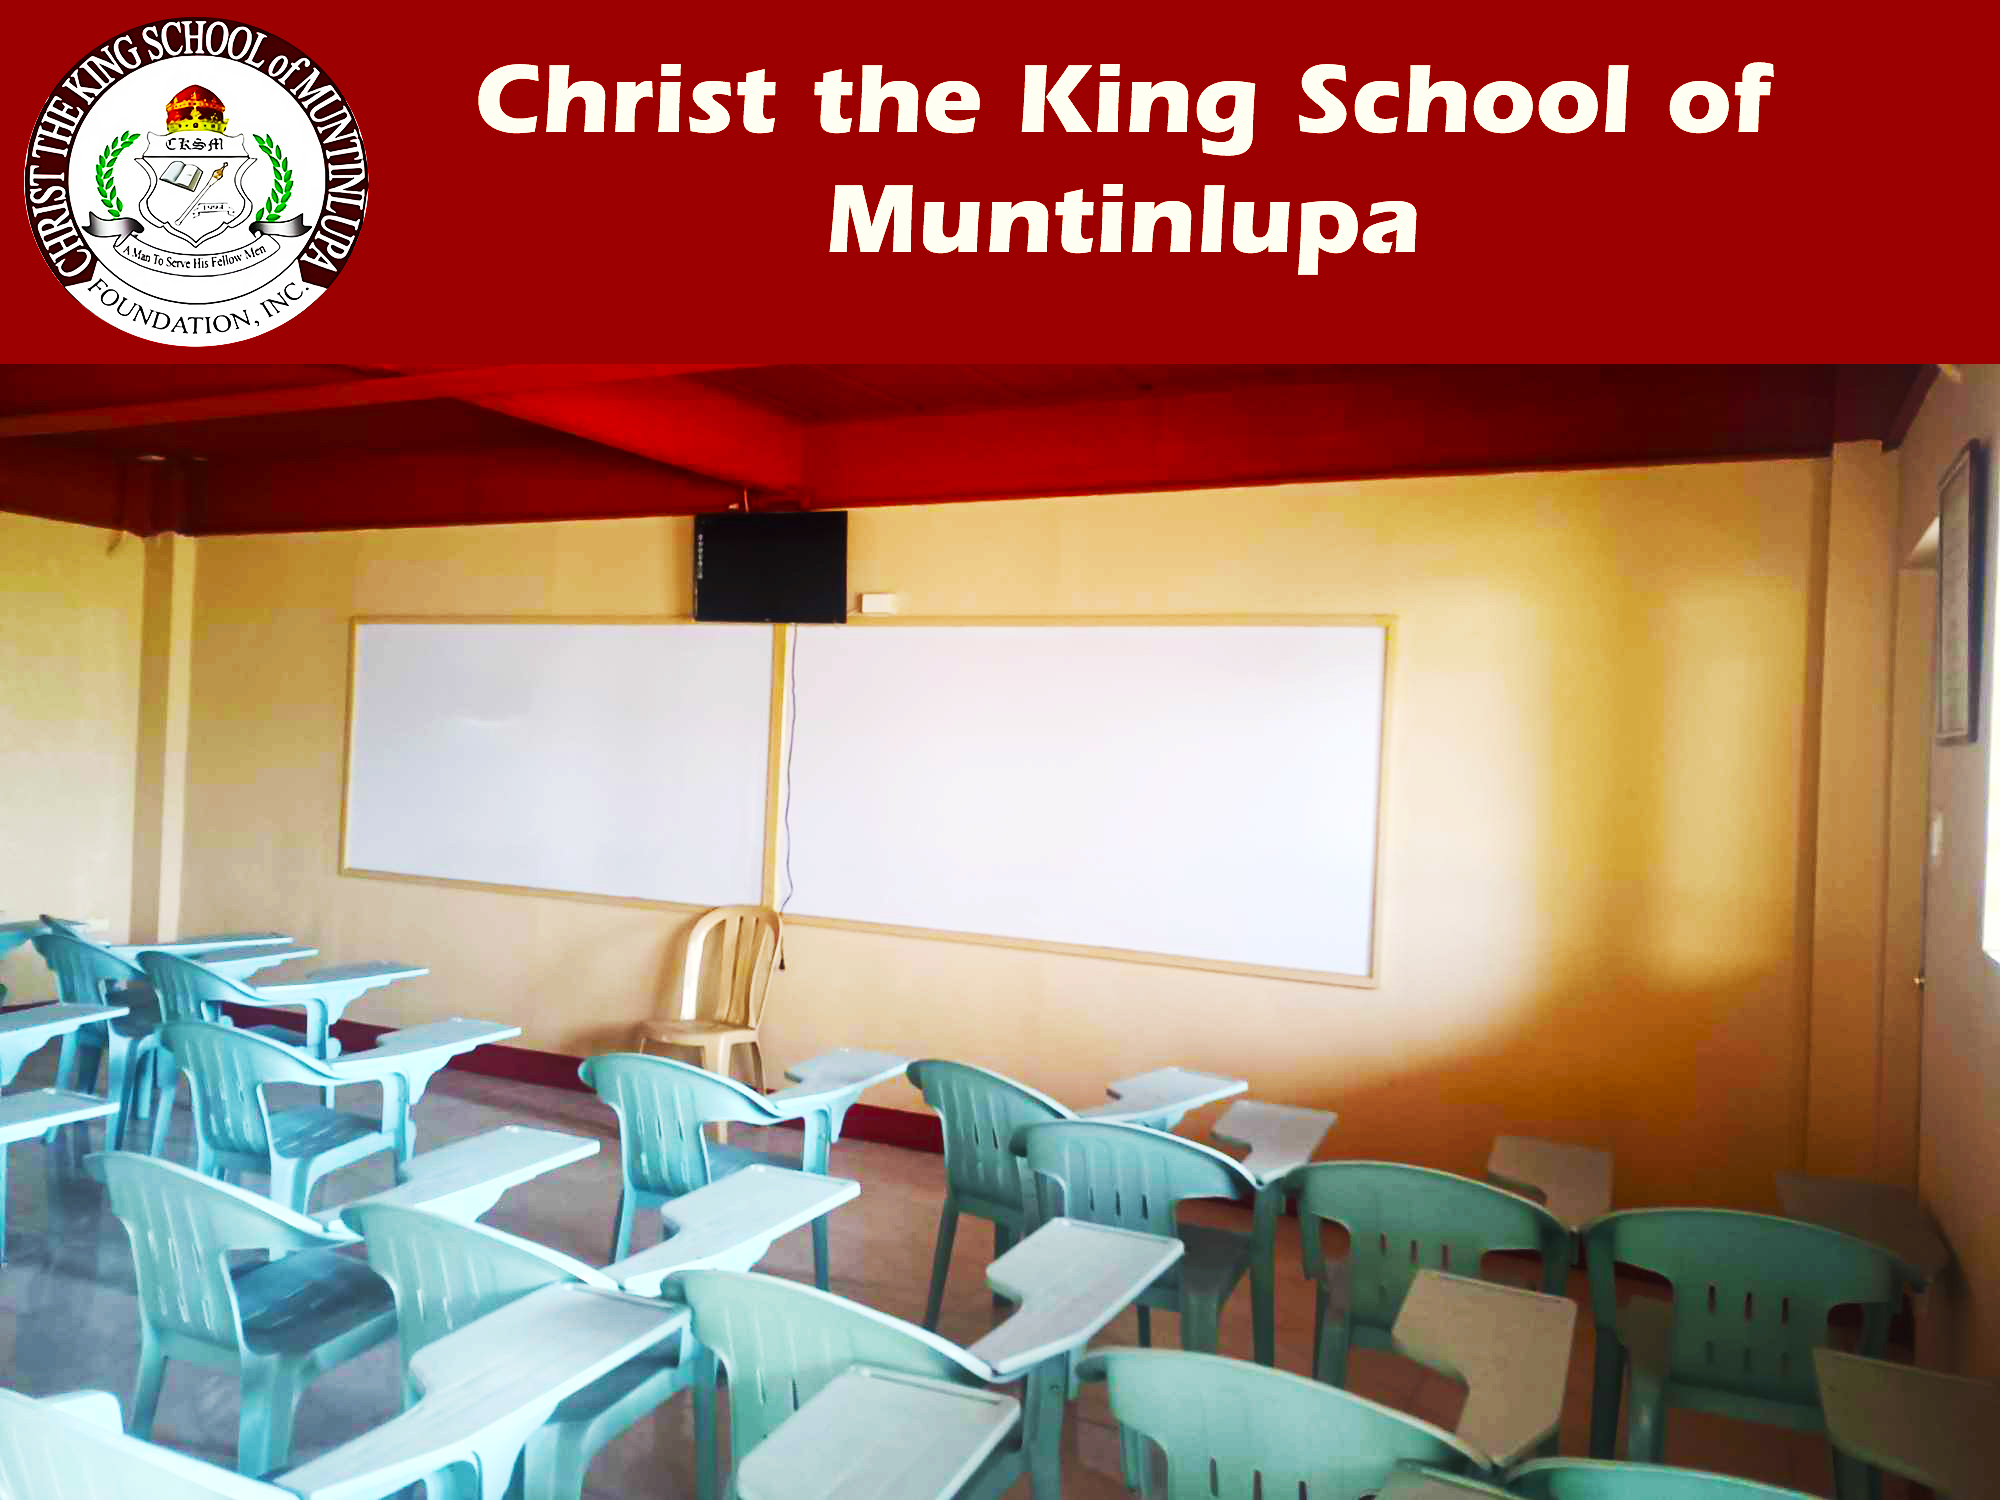 CHRIST THE KING SCHOOL of MUNTINLUPA
FOUNDATION, INC.
CKSM
1994
A Man To Serve His Fellow Men
Christ the King School of
Muntinlupa